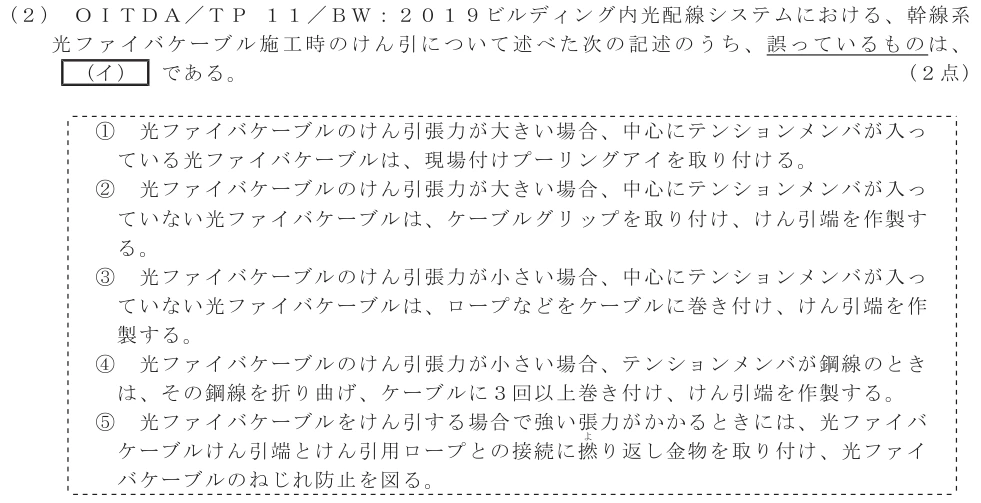 （２） ＯＩＴＤＡ／ＴＰ １１／ＢＷ：２０１９ビルディング内光配線システムにおける、幹線系
光ファイバケーブル施工時のけん引について述べた次の記述のうち、誤っているものは、
（イ） である。 （２点）
① 光ファイバケーブルのけん引張力が大きい場合、中心にテンションメンバが入っ
ている光ファイバケーブルは、現場付けプーリングアイを取り付ける。
② 光ファイバケーブルのけん引張力が大きい場合、中心にテンションメンバが入っ
ていない光ファイバケーブルは、ケーブルグリップを取り付け、けん引端を作製す
る。
③ 光ファイバケーブルのけん引張力が小さい場合、中心にテンションメンバが入っ
ていない光ファイバケーブルは、ロープなどをケーブルに巻き付け、けん引端を作
製する。
④ 光ファイバケーブルのけん引張力が小さい場合、テンションメンバが鋼線のとき
は、その鋼線を折り曲げ、ケーブルに３回以上巻き付け、けん引端を作製する。
⑤ 光ファイバケーブルをけん引する場合で強い張力がかかるときには、光ファイバ
よ
ケーブルけん引端とけん引用ロープとの接続に撚り返し金物を取り付け、光ファイ
バケーブルのねじれ防止を図る。